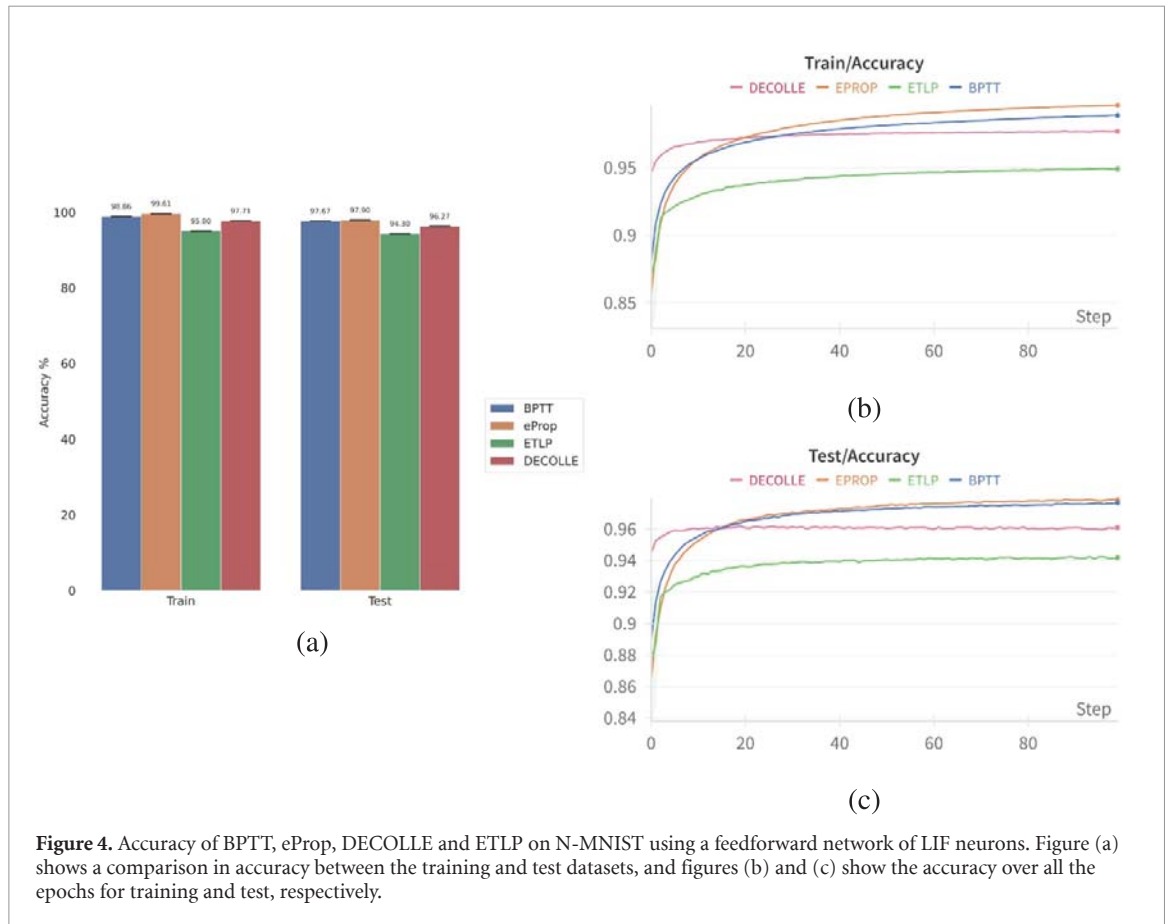 100
80
60
40
20
0
Accuracy %
98.86
99.61
95.00
97.71
97.67
97.90
94.30
96.27
Train
Test
BPTT
eProp
ETLP
DECOLLE
(a)
Train/Accuracy
DECOLLE EPROP ETLP BPTT
0.95
0.9
0.85
Step
0 20 40 60 80
(b)
Test/Accuracy
DECOLLE EPROP ETLP BPTT
0.96
0.94
0.92
0.9
0.88
0.86
0.84
Step
0 20 40 60 80
(c)
Figure 4. Accuracy of BPTT, eProp, DECOLLE and ETLP on N-MNIST using a feedforward network of LIF neurons. Figure (a)
shows a comparison in accuracy between the training and test datasets, and figures (b) and (c) show the accuracy over all the
epochs for training and test, respectively.